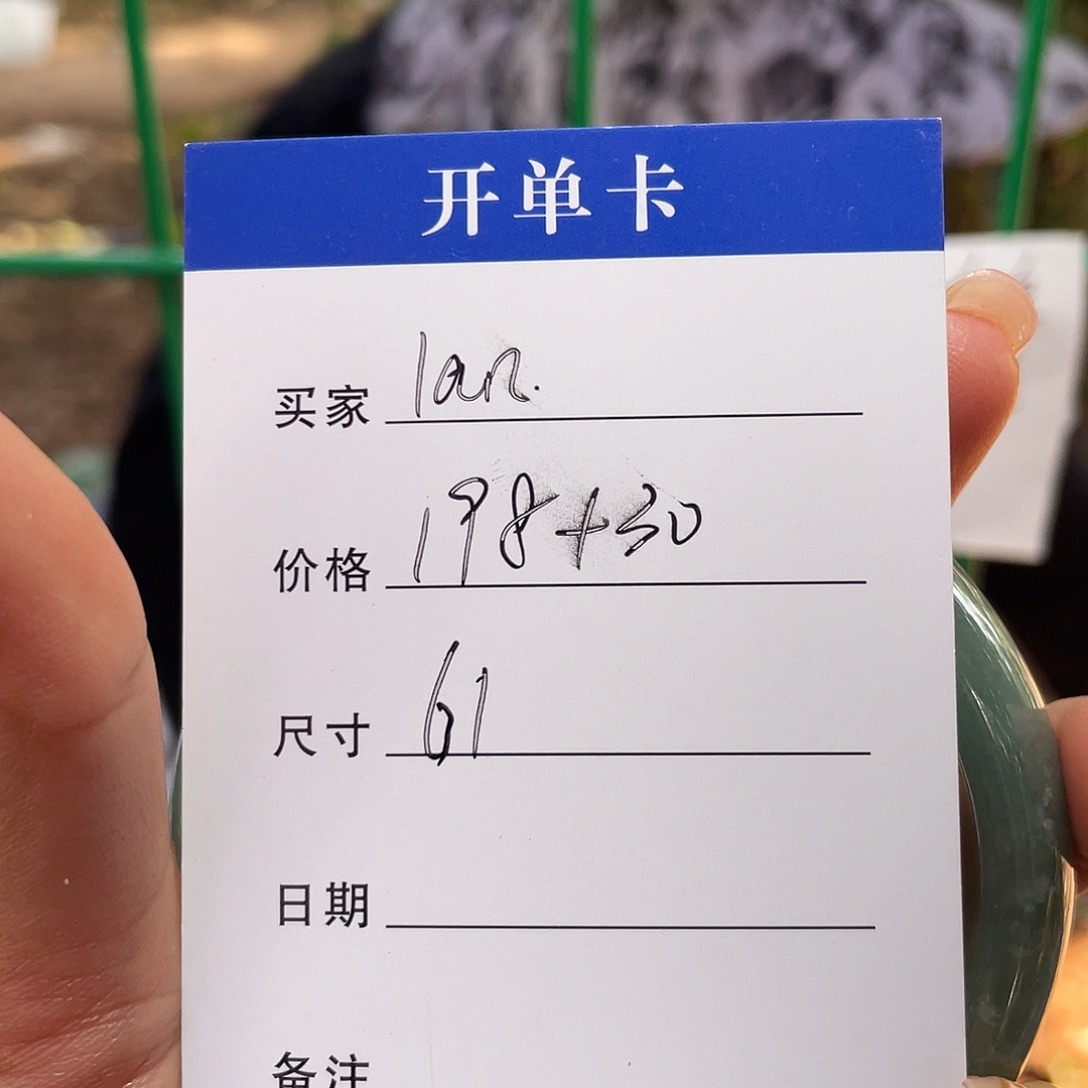 开单卡
买家 Ian.
价格 198+30
尺寸 61
日期
备注